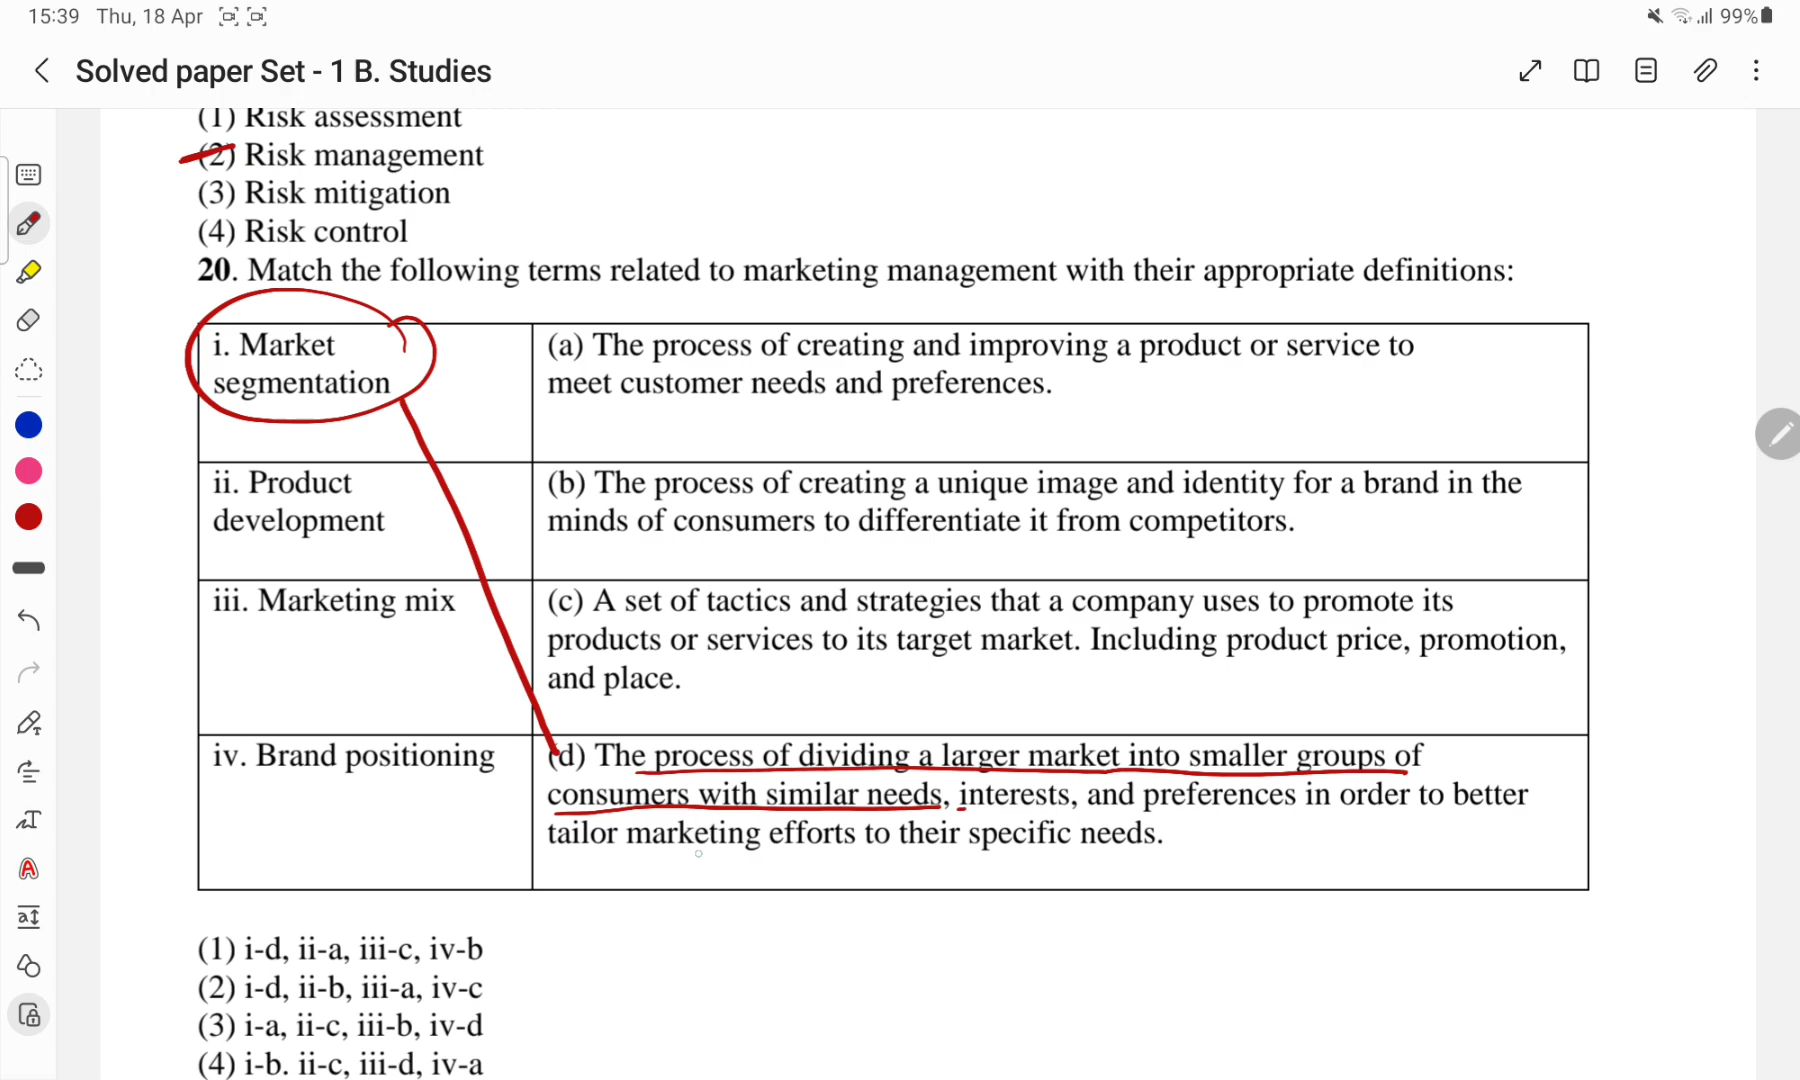 15:39 Thu, 18 Apr 99%
Solved paper Set - 1 B. Studies
(1) Risk assessment
(2) Risk management
(3) Risk mitigation
(4) Risk control
20. Match the following terms related to marketing management with their appropriate definitions:
i. Market
segmentation
(a) The process of creating and improving a product or service to
meet customer needs and preferences.
ii. Product
development
(b) The process of creating a unique image and identity for a brand in the
minds of consumers to differentiate it from competitors.
iii. Marketing mix
(c) A set of tactics and strategies that a company uses to promote its
products or services to its target market. Including product price, promotion,
and place.
iv. Brand positioning
(d) The process of dividing a larger market into smaller groups of
consumers with similar needs, interests, and preferences in order to better
tailor marketing efforts to their specific needs.
(1) i-d, ii-a, iii-c, iv-b
(2) i-d, ii-b, iii-a, iv-c
(3) i-a, ii-c, iii-b, iv-d
(4) i-b. ii-c, iii-d, iv-a